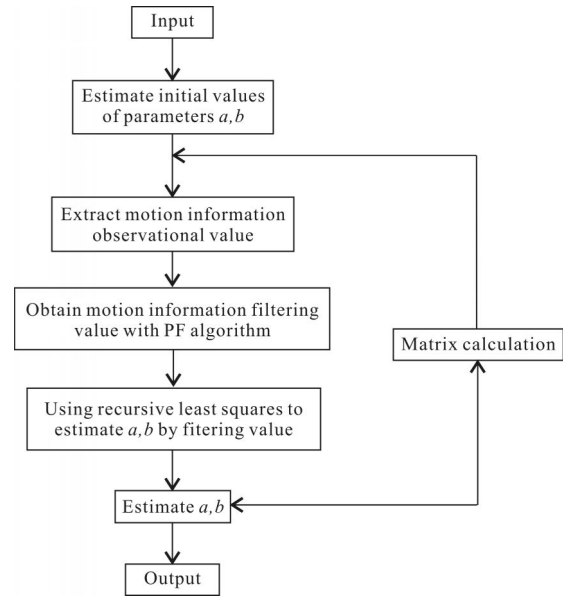 Input
Estimate initial values
of parameters a,b
Extract motion information
observational value
Obtain motion information filtering
value with PF algorithm
Matrix calculation
Using recursive least squares to
estimate a,b by fitering value
Estimate a,b
Output